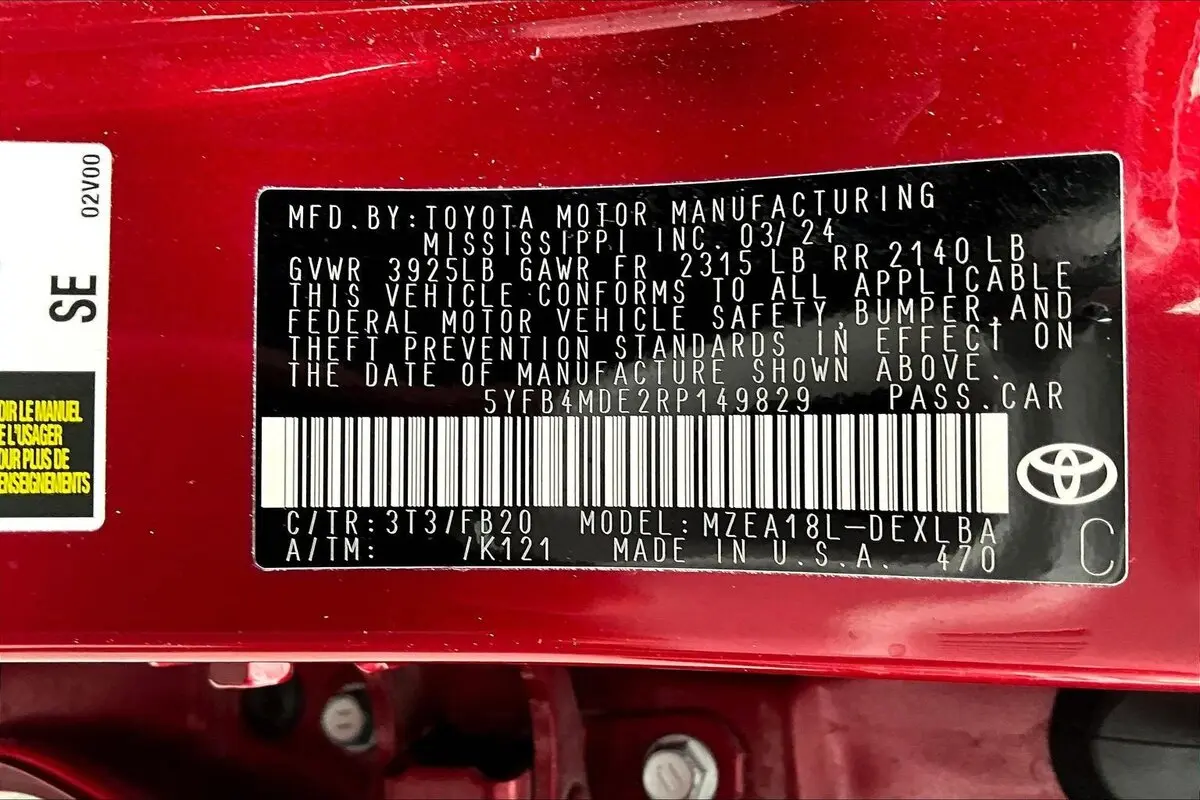 02V00
SE
OIR LE MANUEL
E L'USAGER
OUR PLUS DE
ENSEIGNEMENTS
MFD.BY:TOYOTA MOTOR MANUFACTURING
MISSISSIPPI INC. 03/24
GVWR 3925LB GAWR FR 2315 LB RR 2140 LB
THIS VEHICLE CONFORMS TO ALL APPLICABLE
FEDERAL MOTOR VEHICLE SAFETY,BUMPER,AND
THEFT PREVENTION STANDARDS IN EFFECT ON
THE DATE OF MANUFACTURE SHOWN ABOVE.
5YFB4MDE2RP149829 PASS.CAR
C/TR:3T3/FB20 MODEL:MZEA18L-DEXLBA
A/TM: /K121 MADE IN U.S.A. 470
C